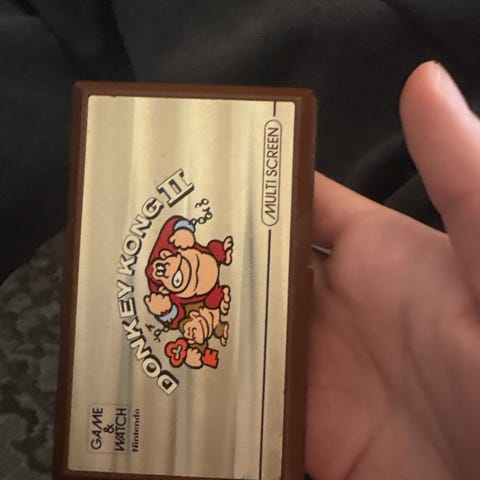 GAME
&
WATCH
Nintendo
DONKEY KONG II
MULTI SCREEN